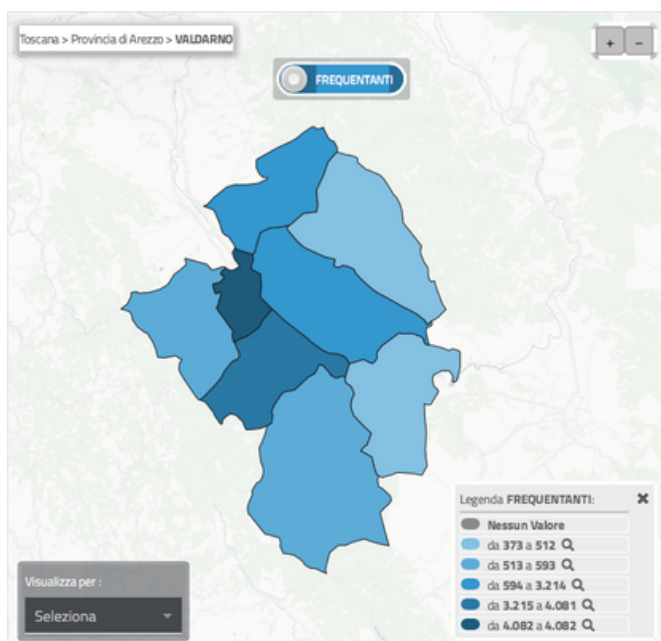 Toscana > Provincia di Arezzo > VALDARNO
+ -
FREQUENTANTI
Legenda FREQUENTANTI:
Nessun Valore
da 373 a 512
da 513 a 593
da 594 a 3.214
da 3.215 a 4.081
da 4.082 a 4.082
Visualizza per :
Seleziona